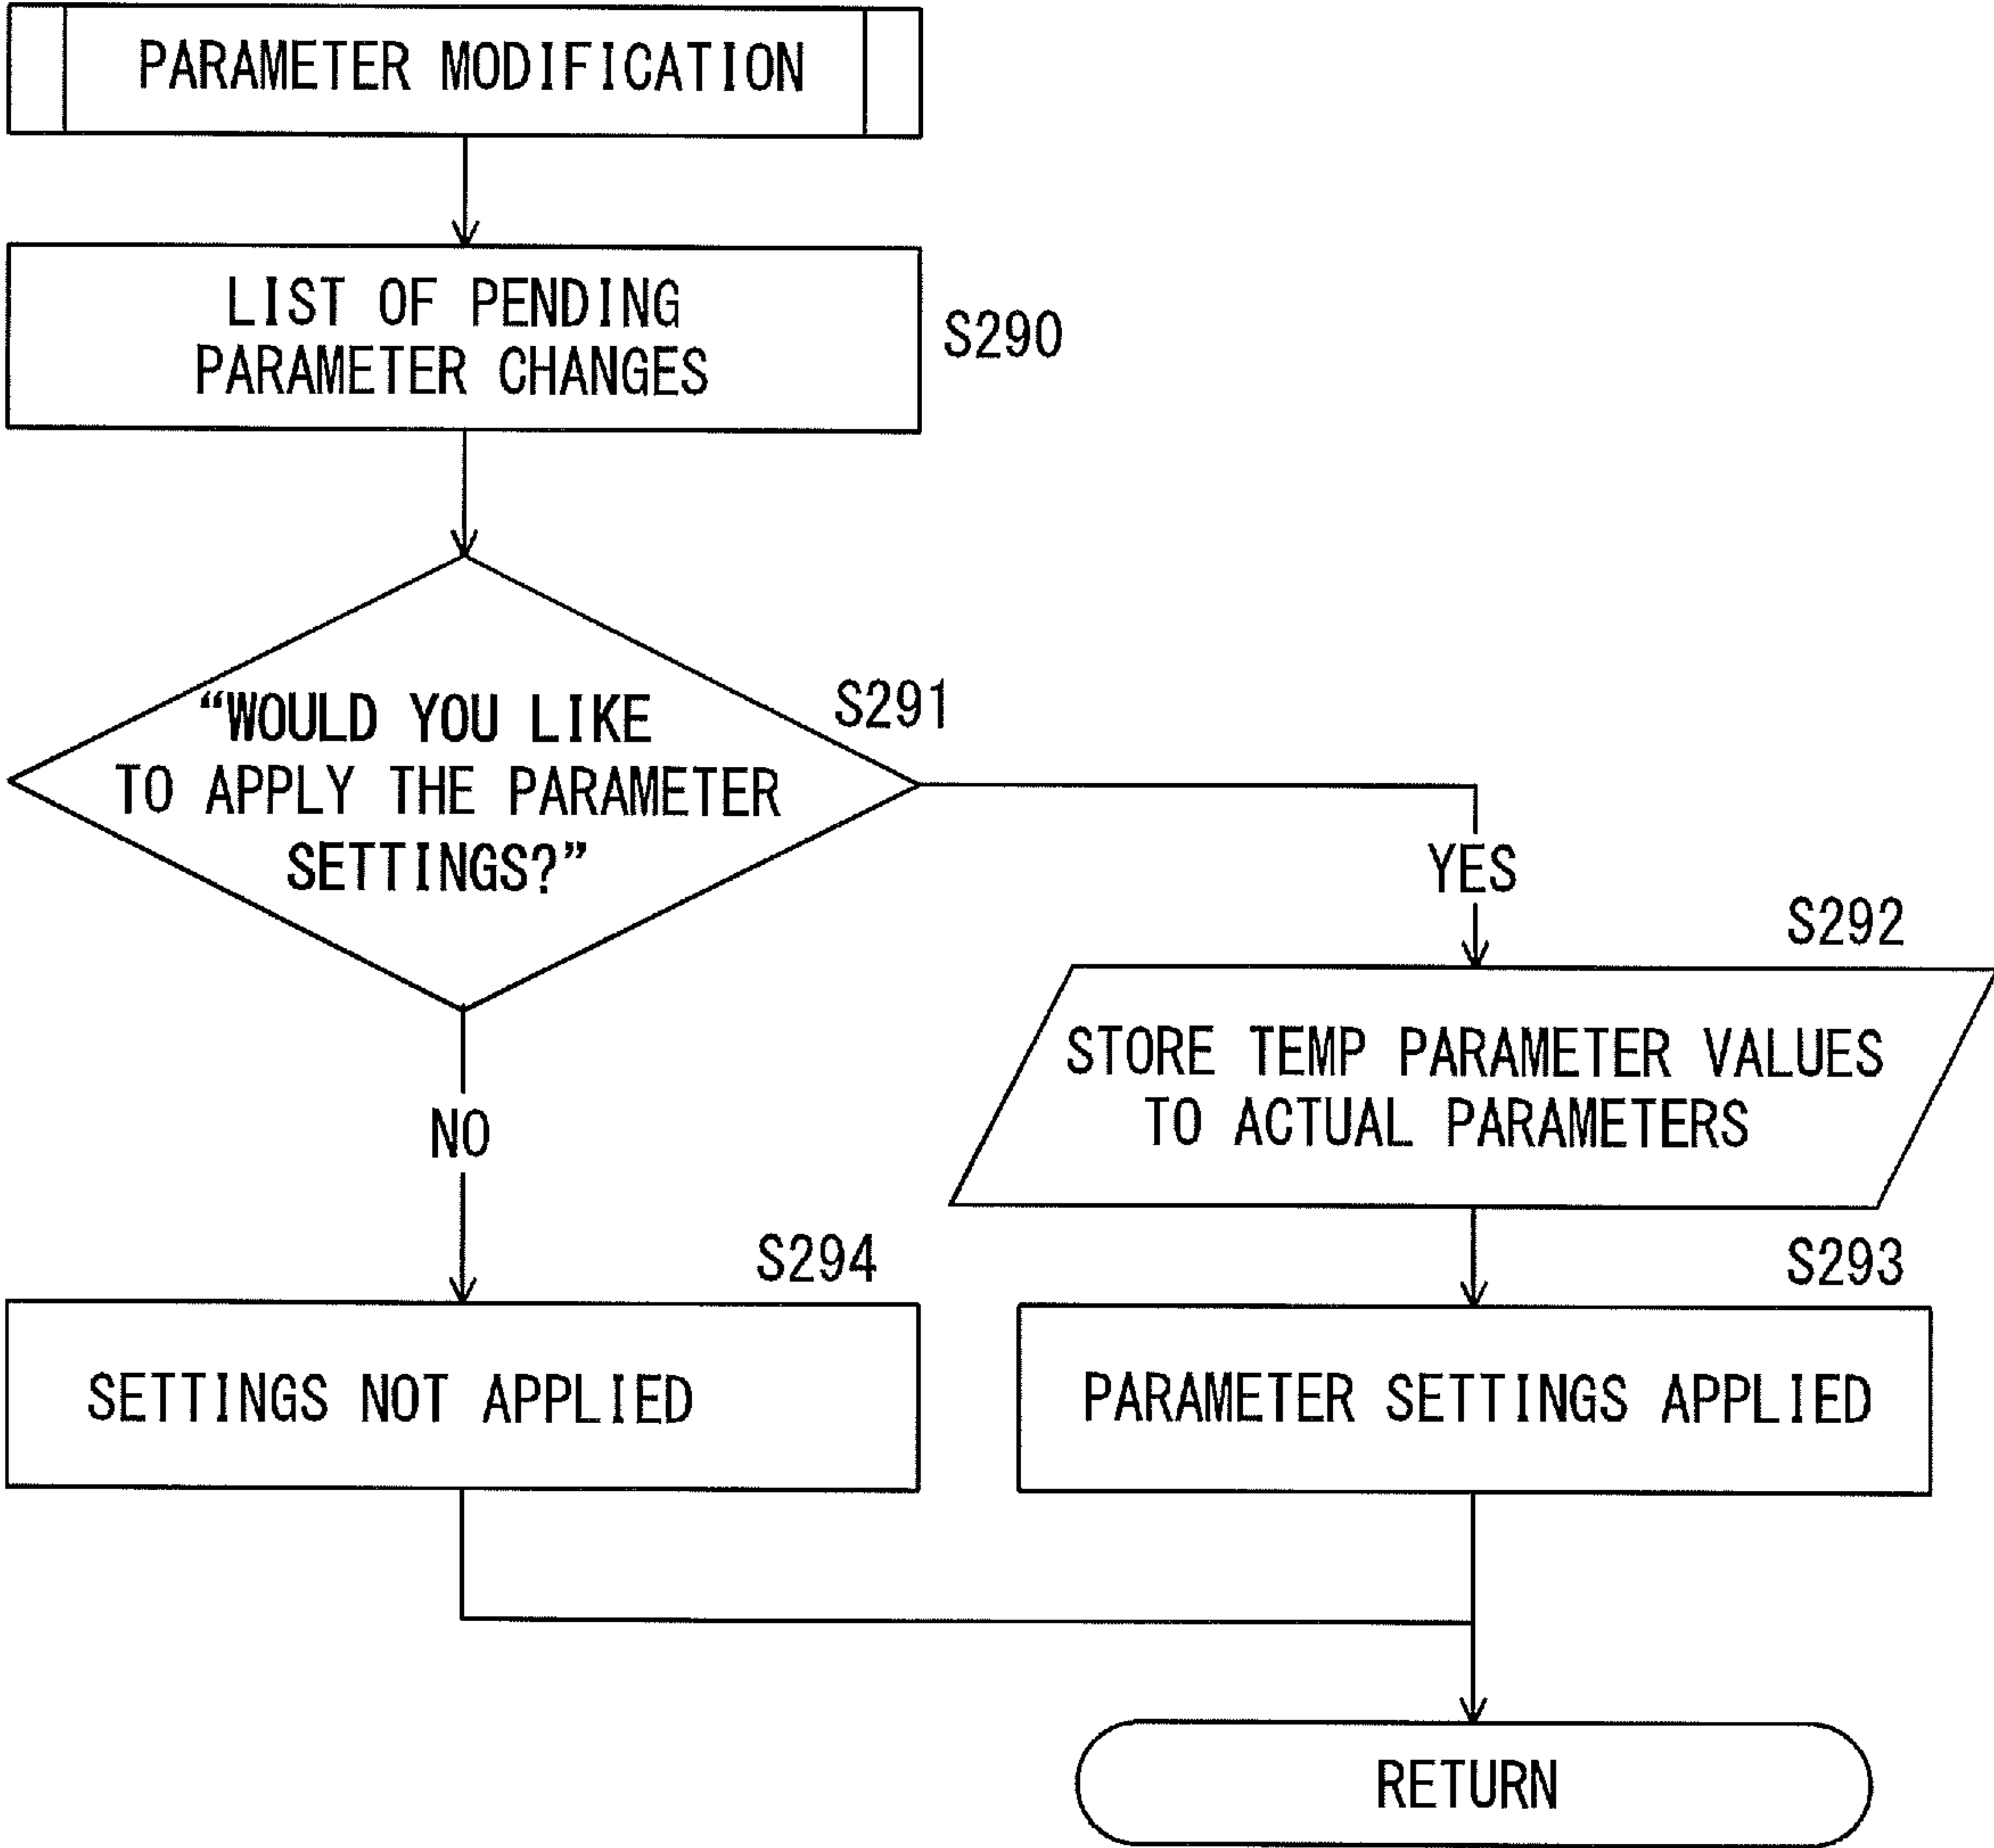 PARAMETER MODIFICATION
LIST OF PENDING
PARAMETER CHANGES
S290
“WOULD YOU LIKE
TO APPLY THE PARAMETER
SETTINGS?”
S291
YES
S292
STORE TEMP PARAMETER VALUES
TO ACTUAL PARAMETERS
NO
S294
SETTINGS NOT APPLIED
S293
PARAMETER SETTINGS APPLIED
RETURN